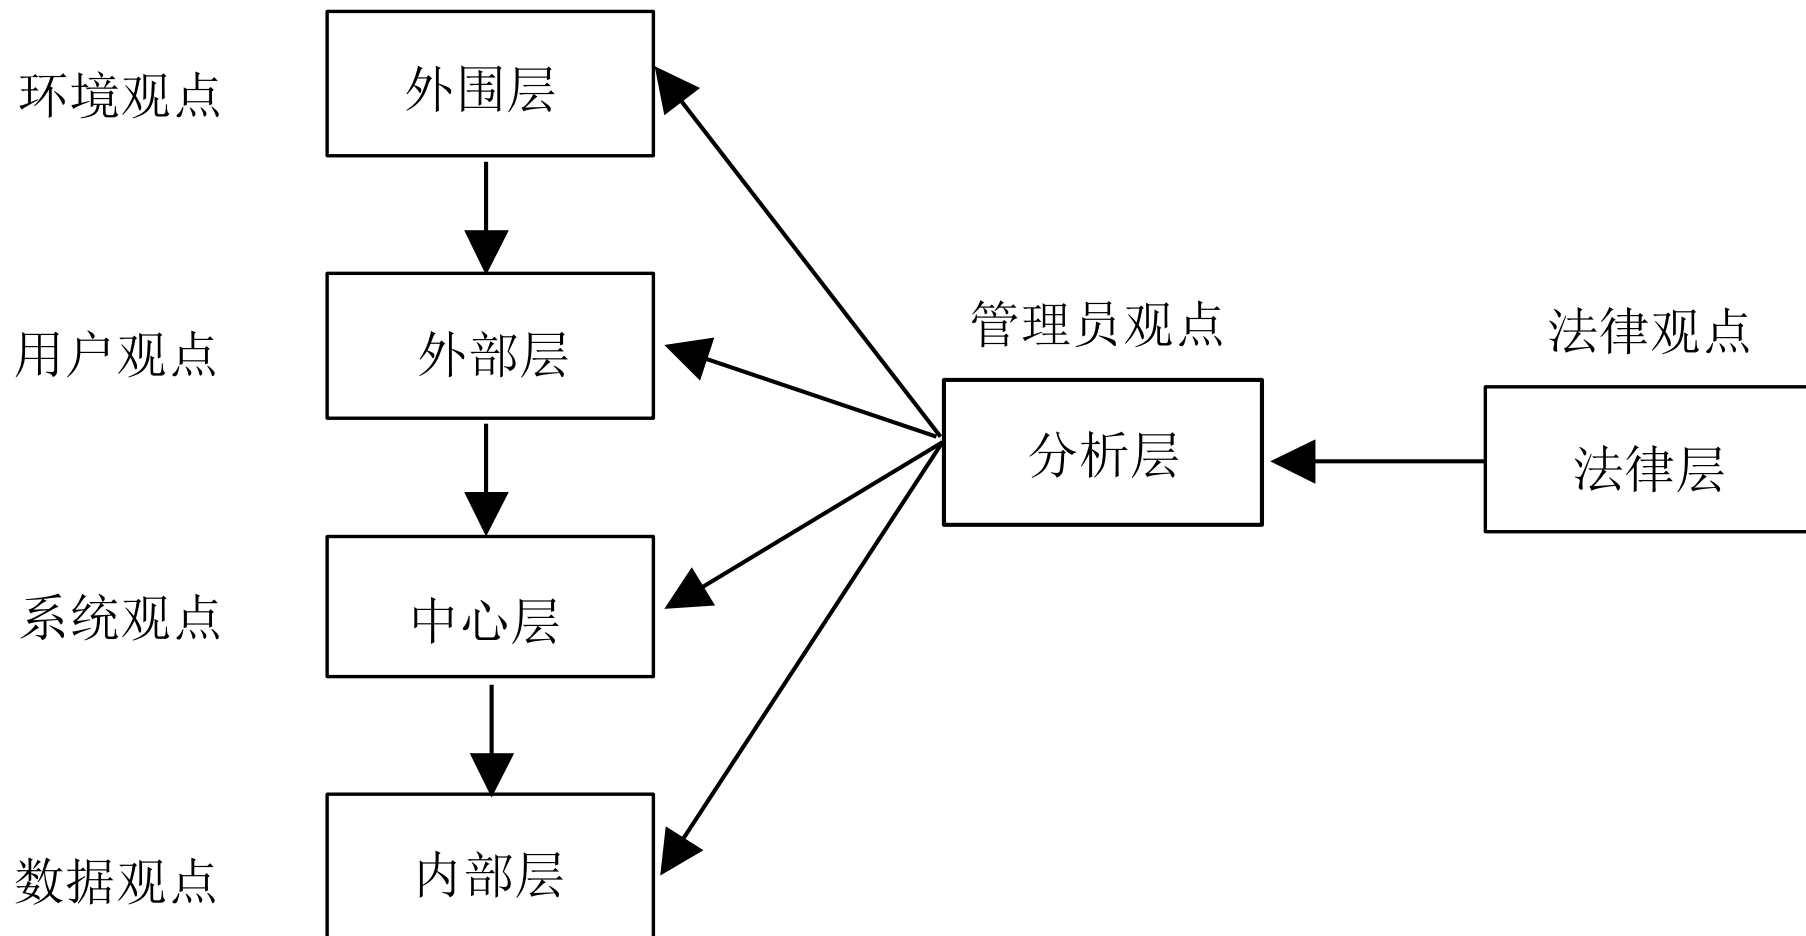 环境观点
外围层
用户观点
外部层
管理员观点
法律观点
分析层
法律层
系统观点
中心层
数据观点
内部层